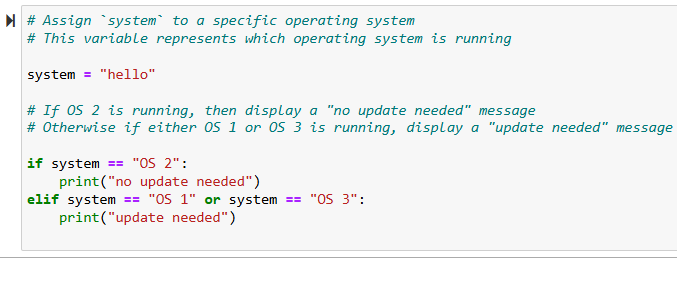 # Assign `system` to a specific operating system
# This variable represents which operating system is running
system = "hello"
# If OS 2 is running, then display a "no update needed" message
# Otherwise if either OS 1 or OS 3 is running, display a "update needed" message
if system == "OS 2":
    print("no update needed")
elif system == "OS 1" or system == "OS 3":
    print("update needed")